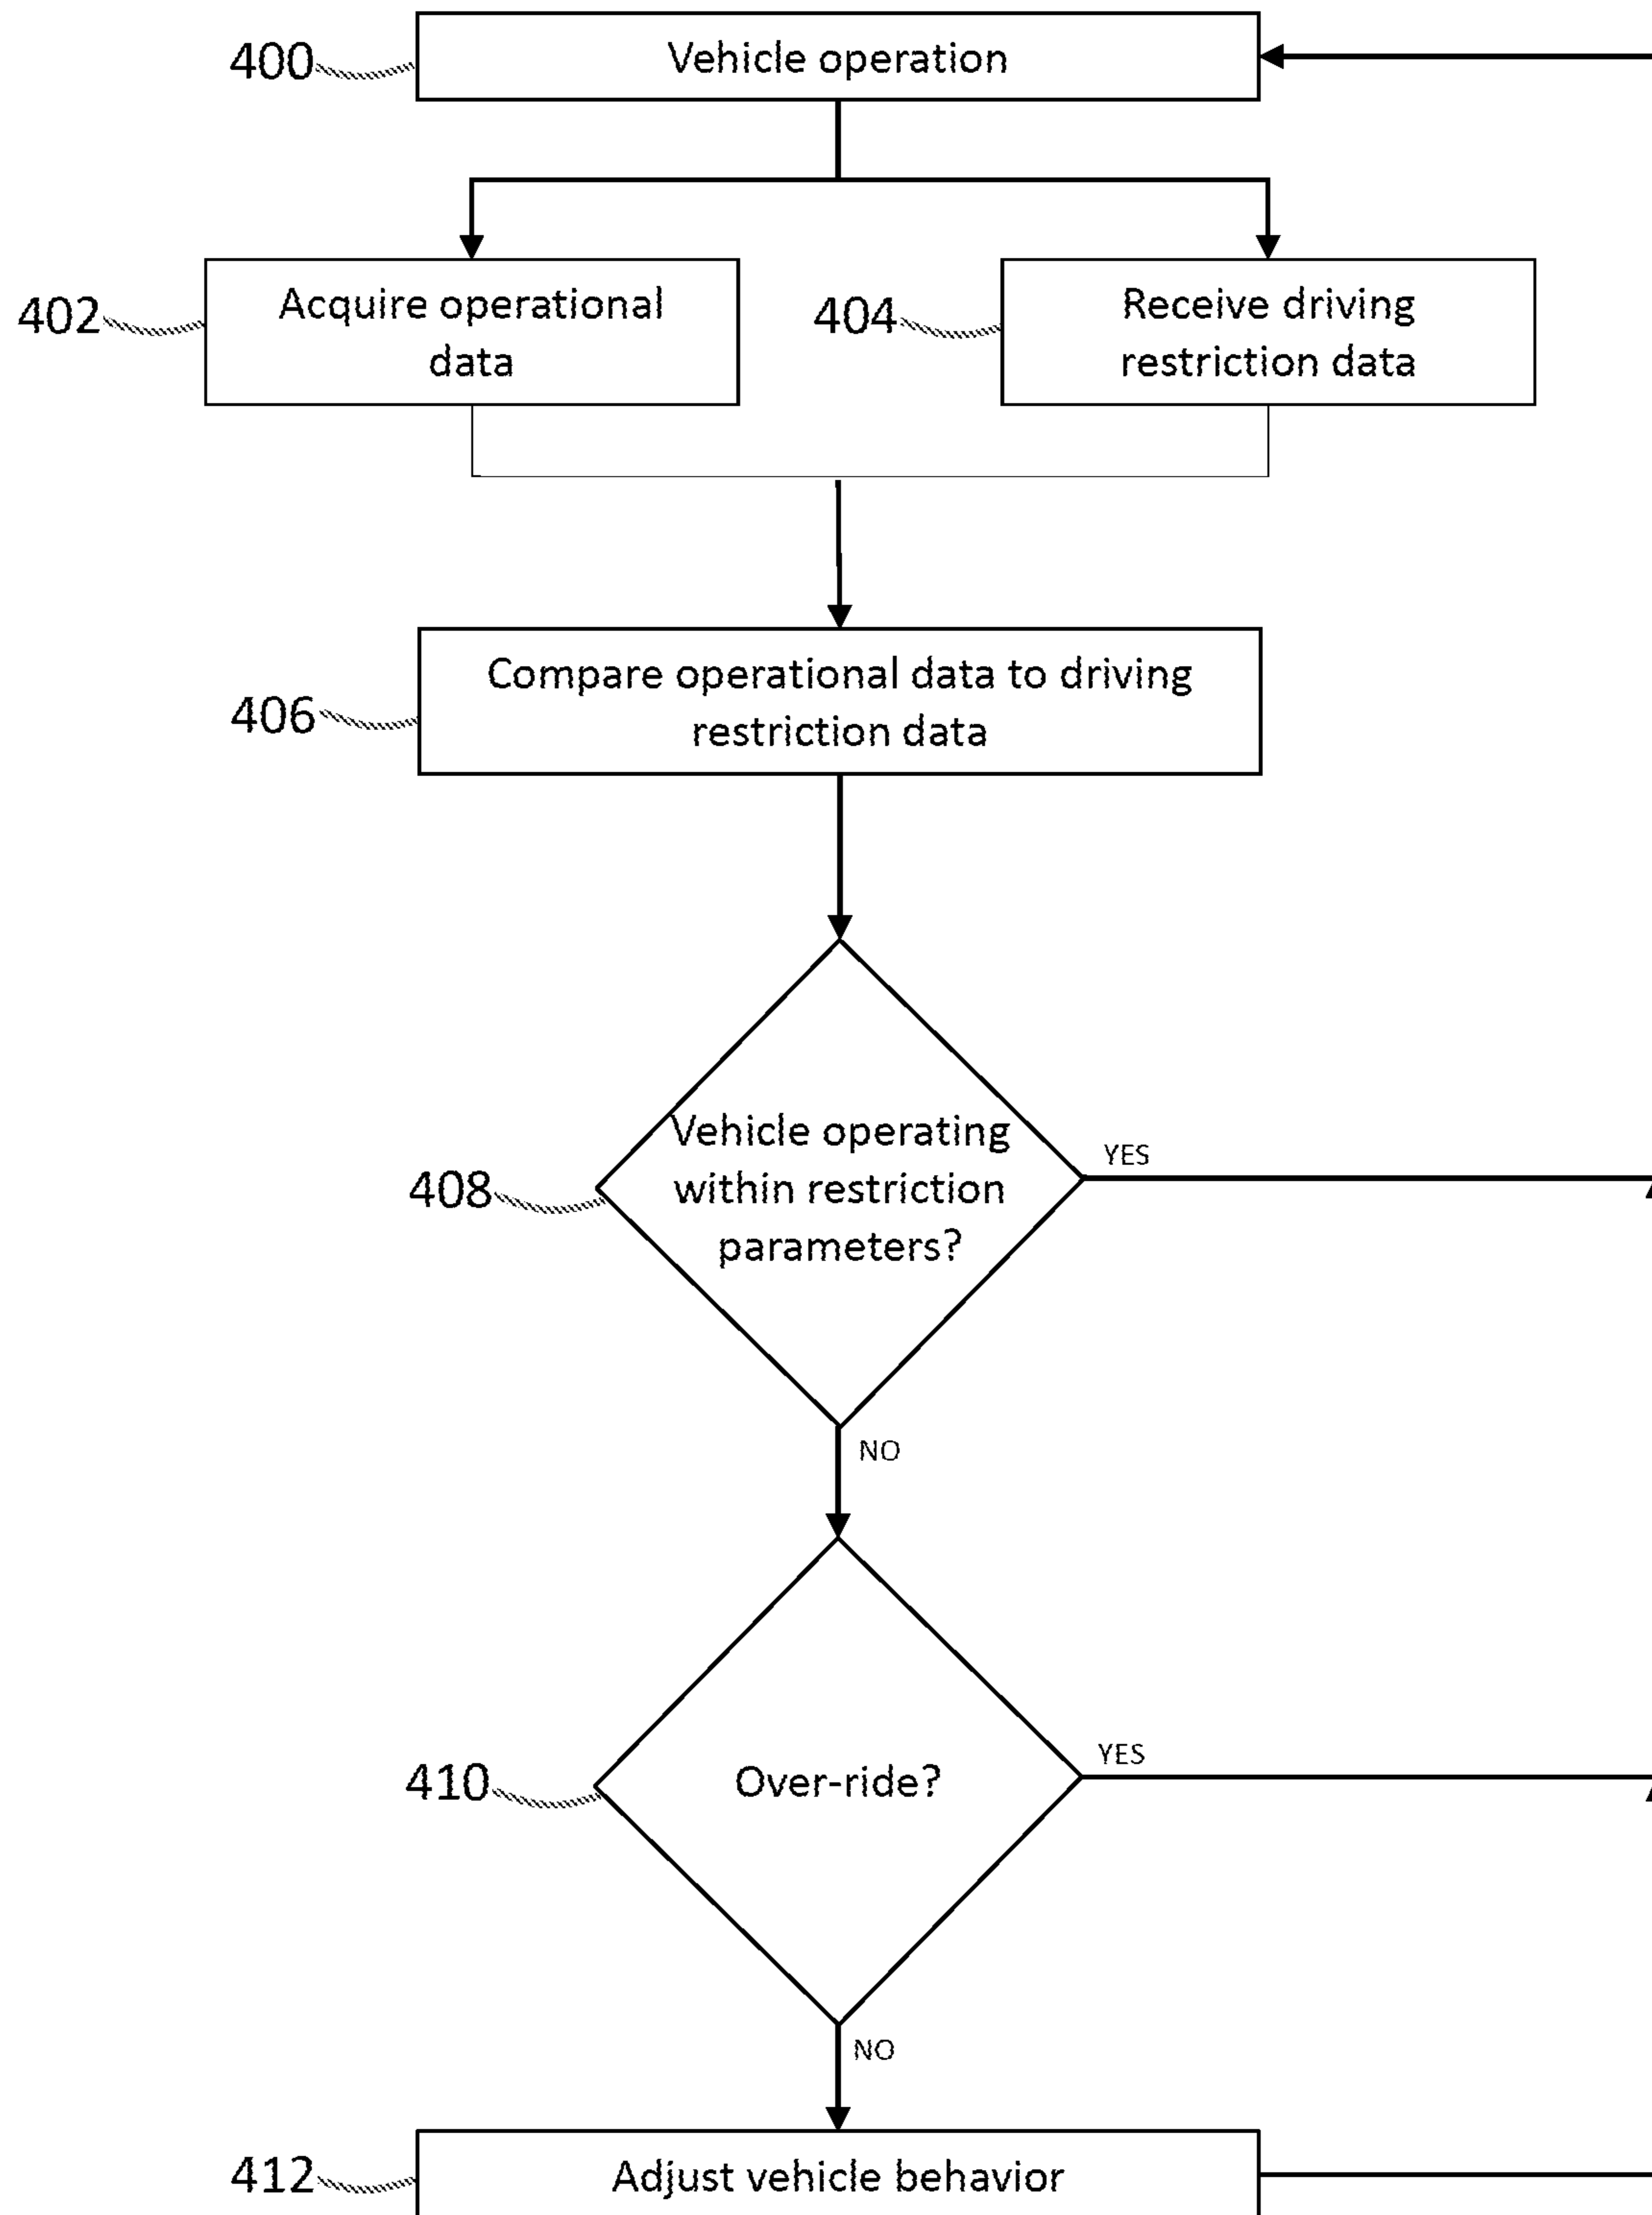 400
Vehicle operation
402
Acquire operational
data
404
Receive driving
restriction data
406
Compare operational data to driving
restriction data
408
Vehicle operating
within restriction
parameters?
YES
NO
410
Over-ride?
YES
NO
412
Adjust vehicle behavior